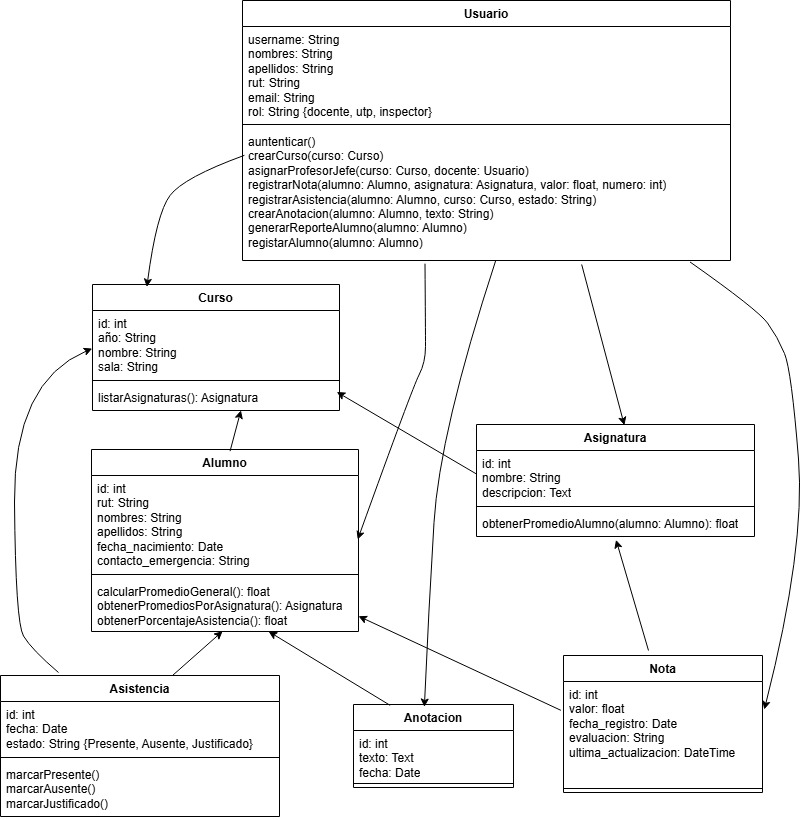 Usuario
username: String
nombres: String
apellidos: String
rut: String
email: String
rol: String {docente, utp, inspector}
auntenticar()
crearCurso(curso: Curso)
asignarProfesorJefe(curso: Curso, docente: Usuario)
registrarNota(alumno: Alumno, asignatura: Asignatura, valor: float, numero: int)
registrarAsistencia(alumno: Alumno, curso: Curso, estado: String)
crearAnotacion(alumno: Alumno, texto: String)
generarReporteAlumno(alumno: Alumno)
registarAlumno(alumno: Alumno)
Curso
id: int
año: String
nombre: String
sala: String
listarAsignaturas(): Asignatura
Asignatura
id: int
nombre: String
descripcion: Text
obtenerPromedioAlumno(alumno: Alumno): float
Alumno
id: int
rut: String
nombres: String
apellidos: String
fecha_nacimiento: Date
contacto_emergencia: String
calcularPromedioGeneral(): float
obtenerPromediosPorAsignatura(): Asignatura
obtenerPorcentajeAsistencia(): float
Asistencia
id: int
fecha: Date
estado: String {Presente, Ausente, Justificado}
marcarPresente()
marcarAusente()
marcarJustificado()
Anotacion
id: int
texto: Text
fecha: Date
Nota
id: int
valor: float
fecha_registro: Date
evaluacion: String
ultima_actualizacion: DateTime